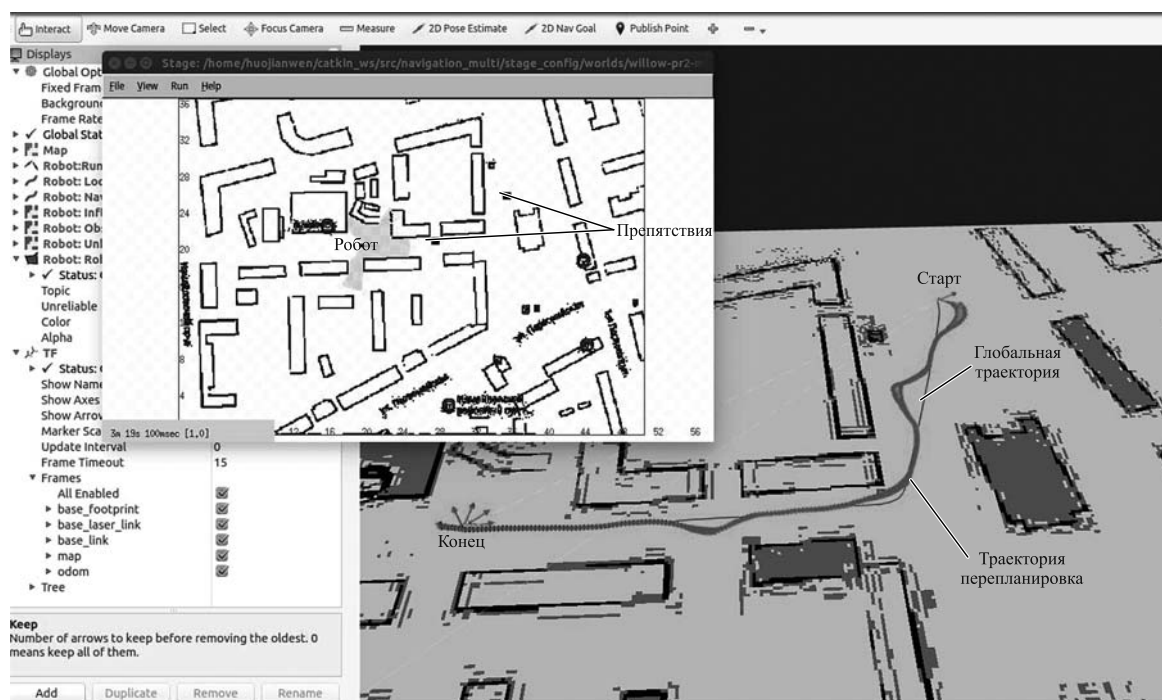 Interact Move Camera Select Focus Camera Measure 2D Pose Estimate 2D Nav Goal Publish Point
Displays
Stage: /home/huojianwen/catkin_ws/src/navigation_multi/stage_config/worlds/willow-pr2-
File View Run Help
Global Opt
Fixed Fram
Background
Frame Rate
Global Stat
Map
Robot:Run
Robot: Loc
Robot: Nav
Robot: Infl
Robot: Obs
Robot: Unk
Robot: Rol
Status:
Topic
Unreliable
Color
Alpha
TF
Status:
Show Name
Show Axes
Show Arrow
Marker Sca
Update Interval 0
Frame Timeout 15
Frames
All Enabled
base_footprint
base_laser_link
base_link
map
odom
Tree
Keep
Number of arrows to keep before removing the oldest. 0
means keep all of them.
Add Duplicate Remove Rename
36
32
28
24
20
8
4
12 16 20 24 28 32 36 40 44 48 52 56
3m 19s 100msec [1,0]
Робот
Препятствия
Старт
Глобальная
траектория
Конец
Траектория
перепланировка